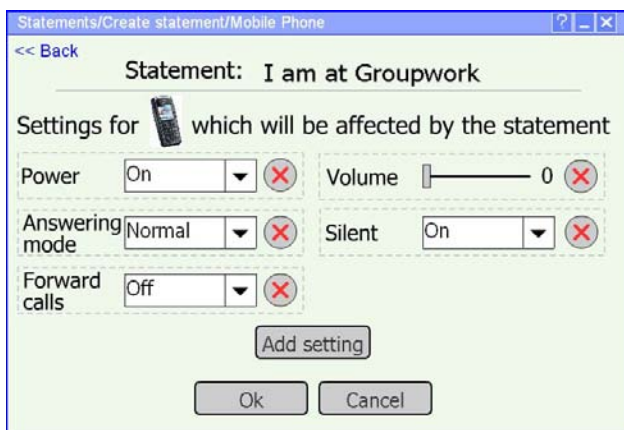 Statements/Create statement/Mobile Phone ? _ X
<< Back
Statement: I am at Groupwork
Settings for which will be affected by the statement
Power On
Volume 0
Answering mode Normal
Silent On
Forward calls Off
Add setting
Ok Cancel